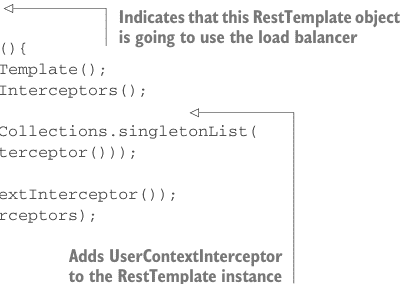 Indicates that this RestTemplate object
is going to use the load balancer
(){
Template();
Interceptors();
Collections.singletonList(
terceptor()));
extInterceptor());
rceptors);
Adds UserContextInterceptor
to the RestTemplate instance